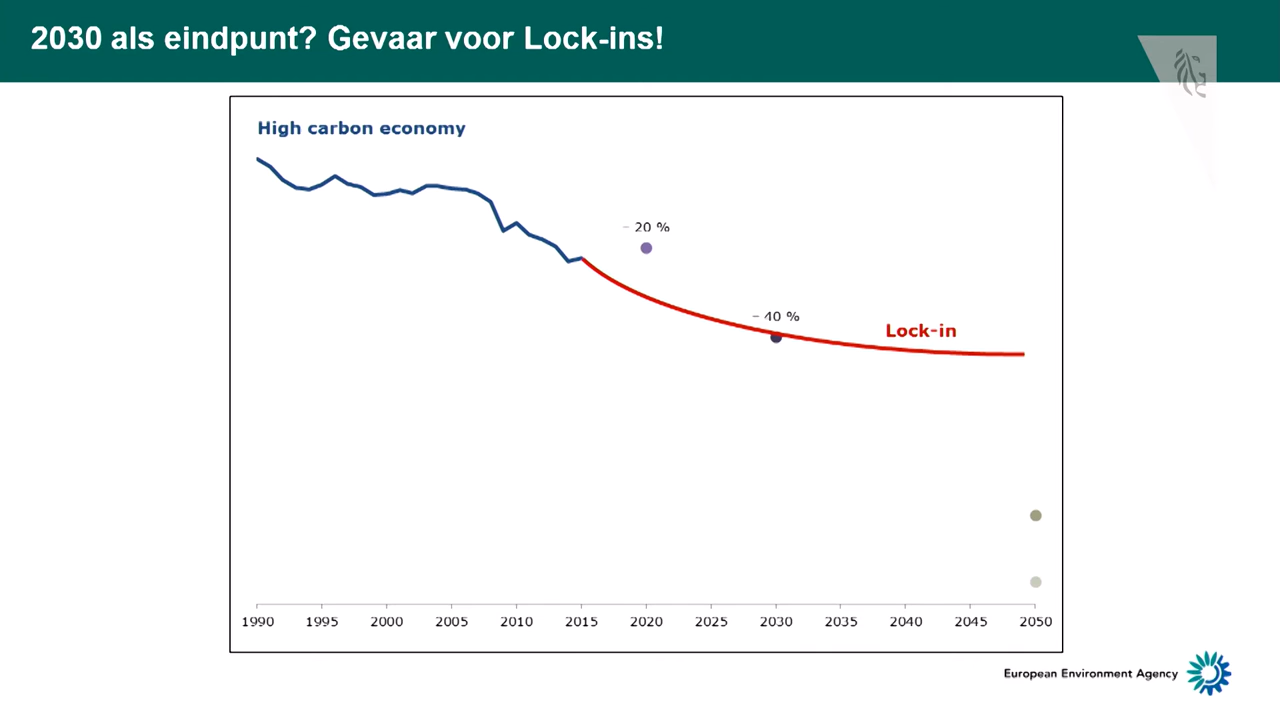 2030 als eindpunt? Gevaar voor Lock-ins!
High carbon economy
– 20 %
– 40 %
Lock-in
1990 1995 2000 2005 2010 2015 2020 2025 2030 2035 2040 2045 2050
European Environment Agency